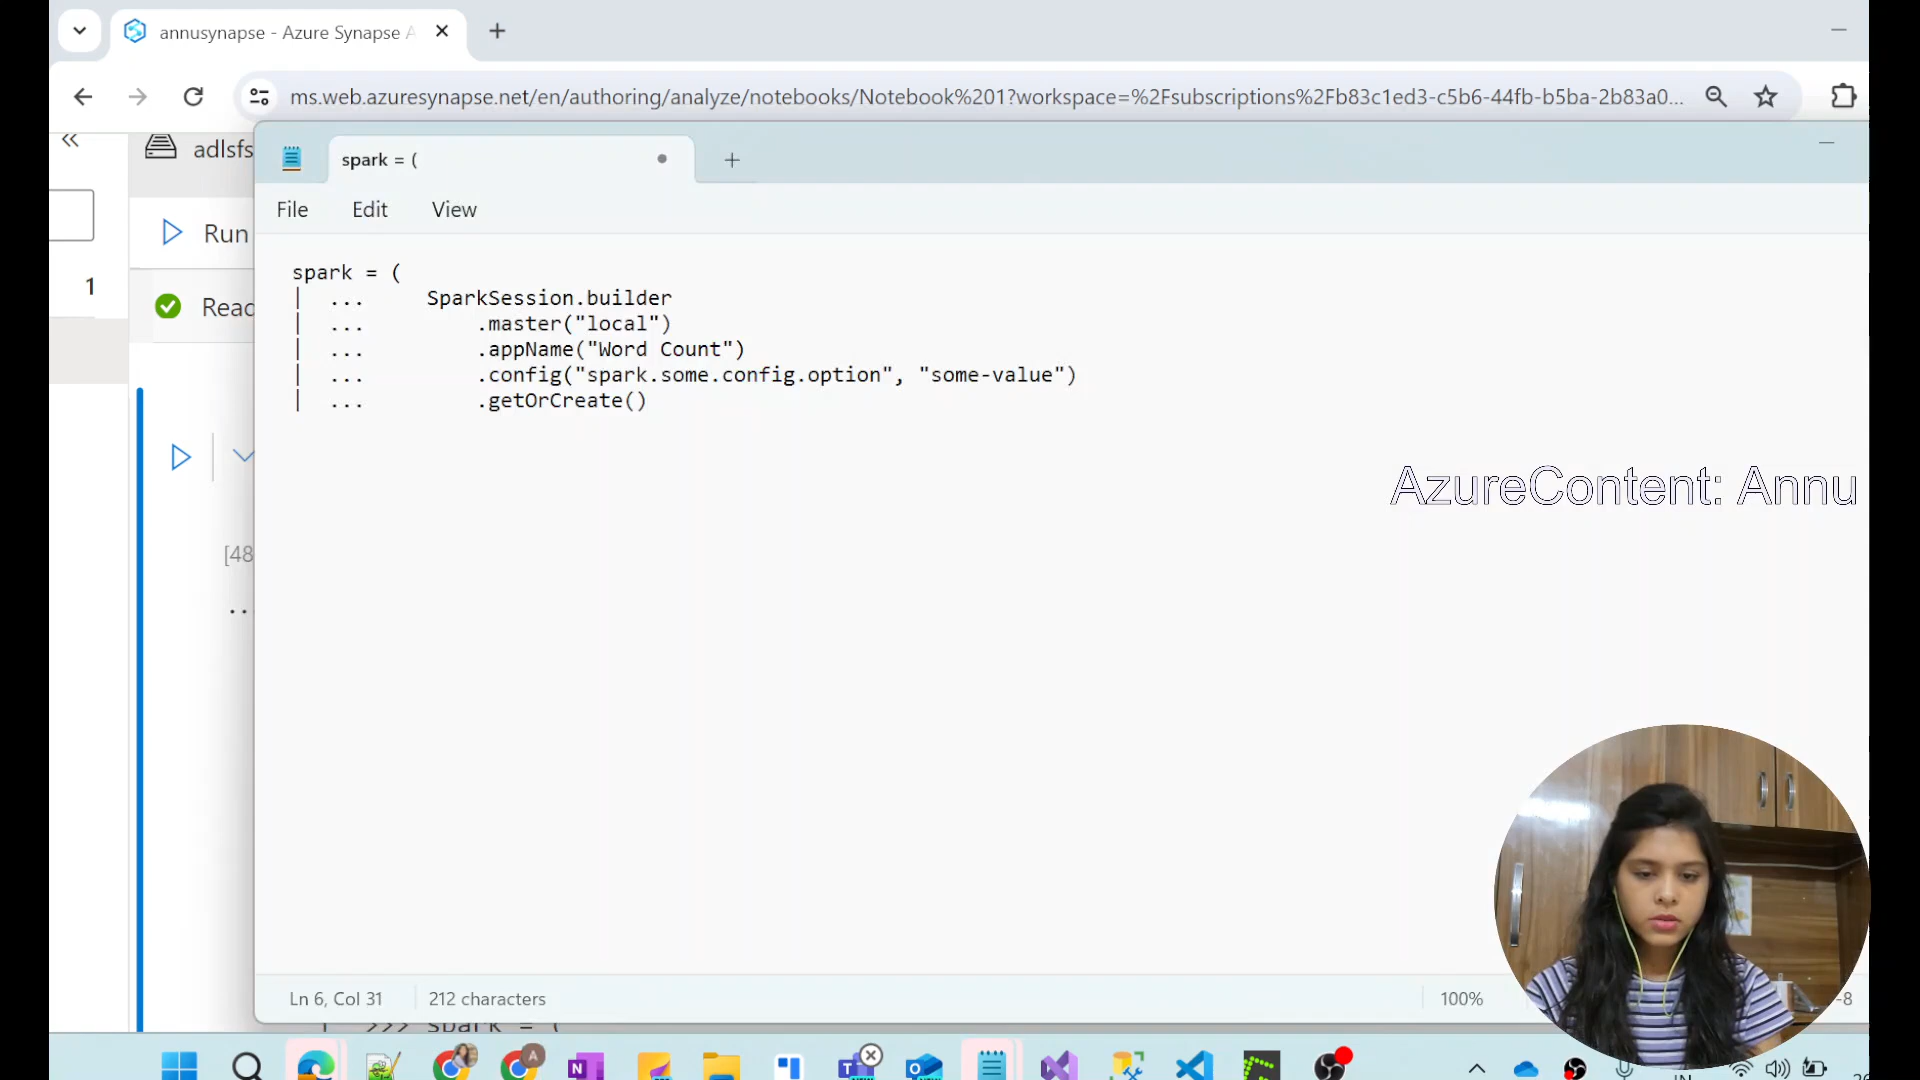 annusynapse - Azure Synapse A
ms.web.azuresynapse.net/en/authoring/analyze/notebooks/Notebook%201?workspace=%2Fsubscriptions%2Fb83c1ed3-c5b6-44fb-b5ba-2b83a0...
adlsfs
spark = (
Run
File Edit View
1
Read
spark = (
| ... SparkSession.builder
| ... .master("local")
| ... .appName("Word Count")
| ... .config("spark.some.config.option", "some-value")
| ... .getOrCreate()
AzureContent: Annu
[48
...
Ln 6, Col 31 212 characters 100% -8
| >>> spark = (